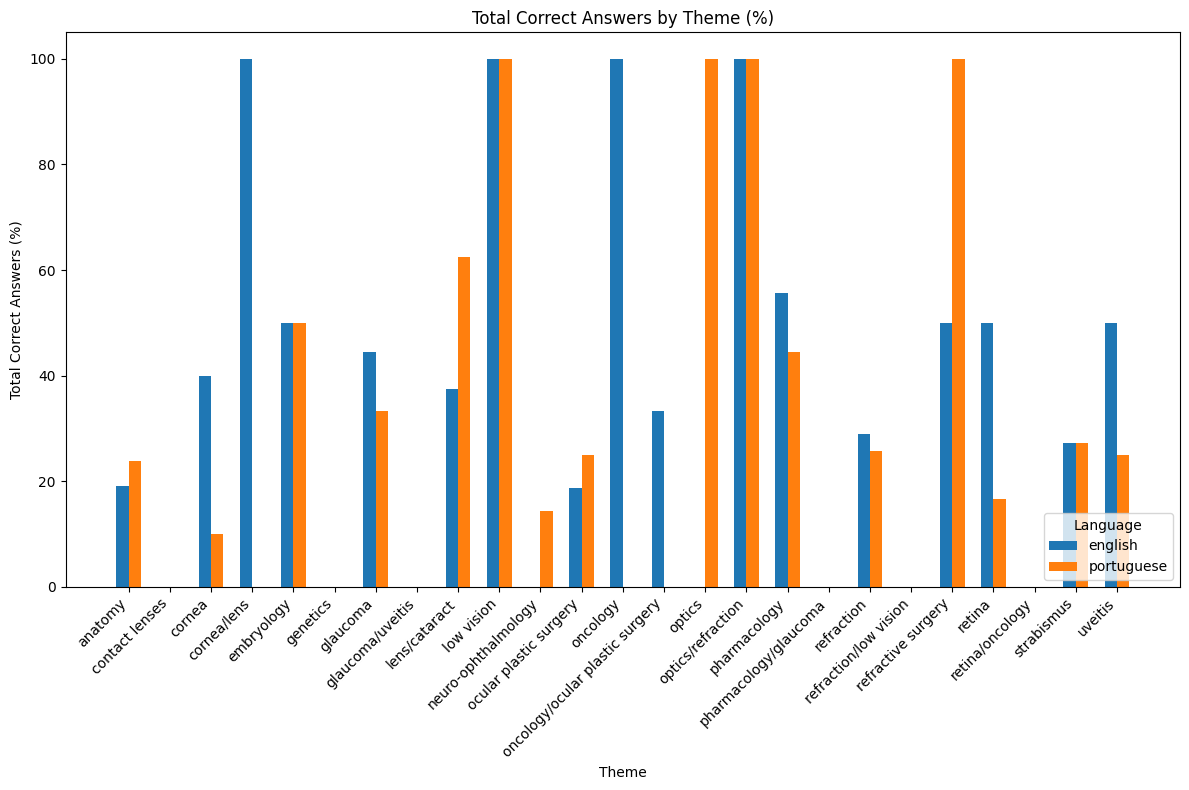 Total Correct Answers by Theme (%)
Total Correct Answers (%)
100
80
60
40
20
0
anatomy
contact lenses
cornea
cornea/lens
embryology
genetics
glaucoma
glaucoma/uveitis
lens/cataract
low vision
neuro-ophthalmology
ocular plastic surgery
oncology
oncology/ocular plastic surgery
optics
optics/refraction
pharmacology
pharmacology/glaucoma
refraction
refraction/low vision
refractive surgery
retina
retina/oncology
strabismus
uveitis
Theme
Language
english
portuguese